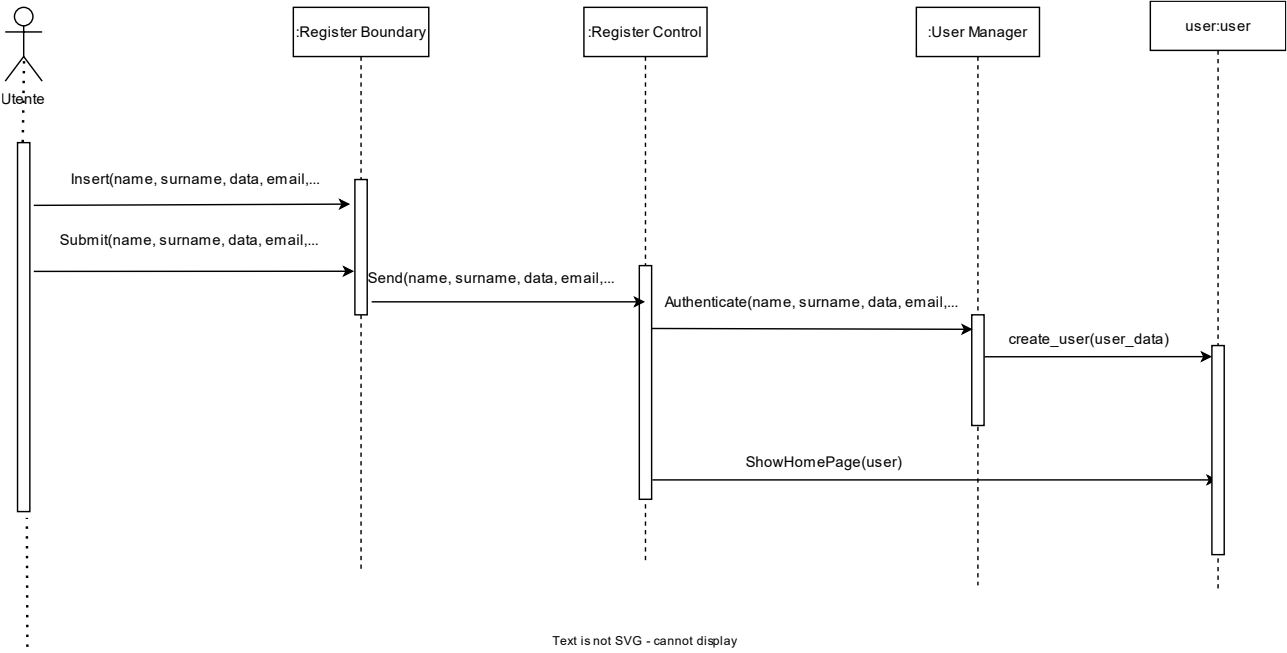 :Register Boundary
:Register Control
:User Manager
user:user
Utente
Insert(name, surname, data, email,...
Submit(name, surname, data, email,...
Send(name, surname, data, email,...
Authenticate(name, surname, data, email,...
create_user(user_data)
ShowHomePage(user)
Text is not SVG - cannot display